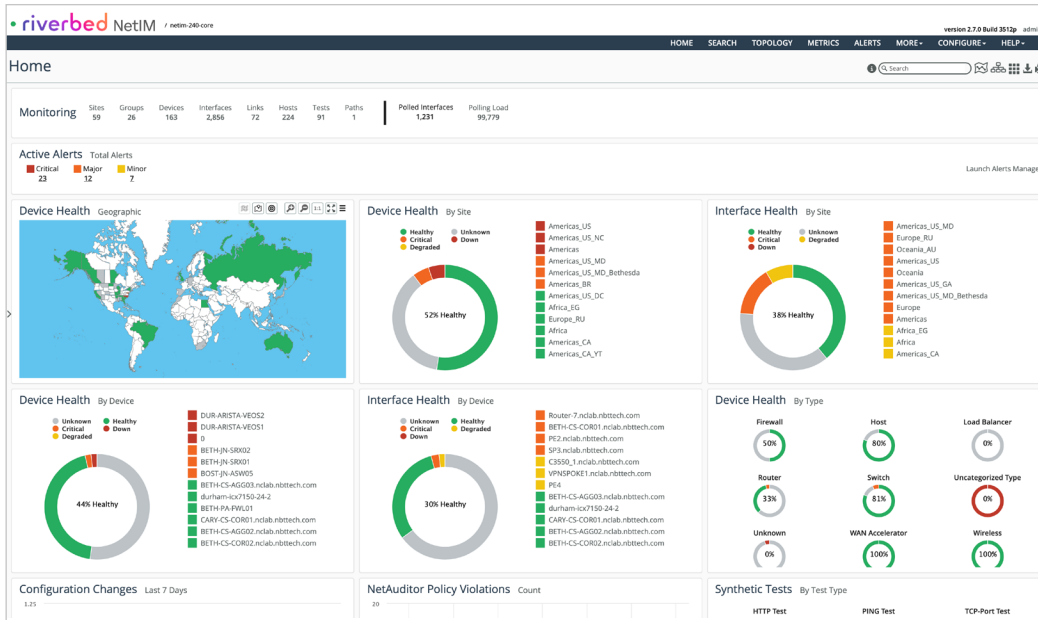 riverbed NetIM / netim-240-core
version 2.7.0 Build 3512p admi
HOME SEARCH TOPOLOGY METRICS ALERTS MORE CONFIGURE HELP
Home
Search
Monitoring
Sites Groups Devices Interfaces Links Hosts Tests Paths Polled Interfaces Polling Load
59 26 163 2,856 72 224 91 1 1,231 99,779
Active Alerts Total Alerts
Critical Major Minor
23 12 7
Launch Alerts Manage
Device Health Geographic
1:1
Device Health By Site
Healthy Unknown
Critical Down
Degraded
52% Healthy
Americas_US
Americas_US_NC
Americas
Americas_US_MD
Americas_US_MD_Bethesda
Americas_BR
Americas_US_DC
Africa_EG
Europe_RU
Africa
Americas_CA
Americas_CA_YT
Interface Health By Site
Healthy Unknown
Critical Degraded
Down
38% Healthy
Americas_US_MD
Europe_RU
Oceania_AU
Americas_US
Oceania
Americas_US_GA
Americas_US_MD_Bethesda
Europe
Americas
Africa_EG
Africa
Americas_CA
Device Health By Device
Unknown Healthy
Critical Down
Degraded
44% Healthy
DUR-ARISTA-VEOS2
DUR-ARISTA-VEOS1
0
BETH-JN-SRX02
BETH-JN-SRX01
BOST-JN-ASW05
BETH-CS-AGG03.nclab.nbttech.com
durham-icx7150-24-2
BETH-PA-FWL01
CARY-CS-COR01.nclab.nbttech.com
BETH-CS-AGG02.nclab.nbttech.com
BETH-CS-COR02.nclab.nbttech.com
Interface Health By Device
Unknown Healthy
Critical Degraded
Down
30% Healthy
Router-7.nclab.nbttech.com
BETH-CS-COR01.nclab.nbttech.com
PE2.nclab.nbttech.com
SP3.nclab.nbttech.com
C3550_1.nclab.nbttech.com
VPNSPOKE1.nclab.nbttech.com
PE4
BETH-CS-AGG03.nclab.nbttech.com
durham-icx7150-24-2
CARY-CS-COR01.nclab.nbttech.com
BETH-CS-AGG02.nclab.nbttech.com
BETH-CS-COR02.nclab.nbttech.com
Device Health By Type
Firewall Host Load Balancer
50% 80% 0%
Router Switch Uncategorized Type
33% 81% 0%
Unknown WAN Accelerator Wireless
0% 100% 100%
Configuration Changes Last 7 Days
1.25
NetAuditor Policy Violations Count
20
Synthetic Tests By Test Type
HTTP Test PING Test TCP-Port Test